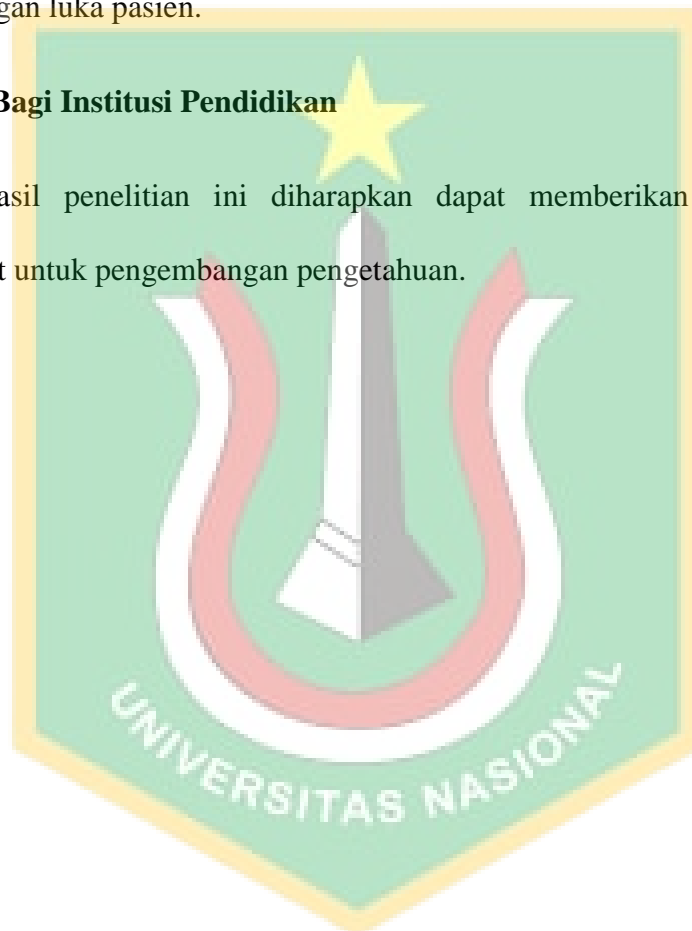 gan luka pasien.
Bagi Institusi Pendidikan
asil penelitian ini diharapkan dapat memberikan
t untuk pengembangan pengetahuan.
UNIVERSITAS NASIONAL